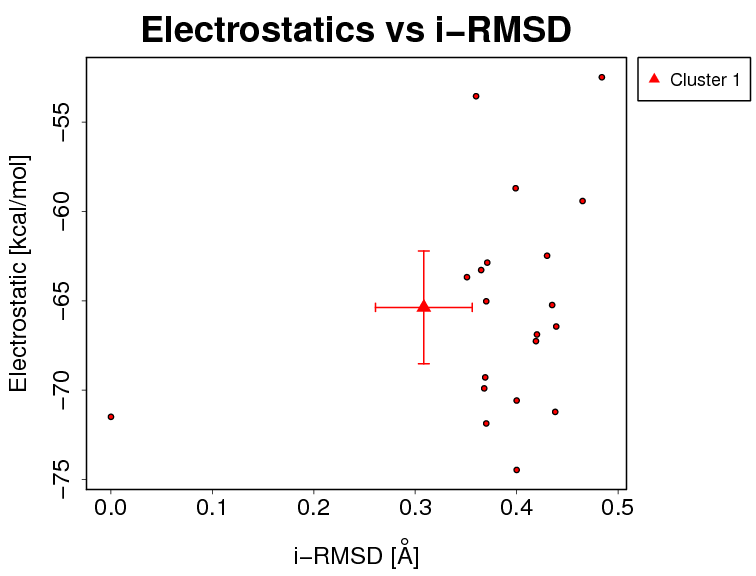 Electrostatics vs i−RMSD
Cluster 1
Electrostatic [kcal/mol]
−55
−60
−65
−70
−75
0.0 0.1 0.2 0.3 0.4 0.5
i−RMSD [Å]